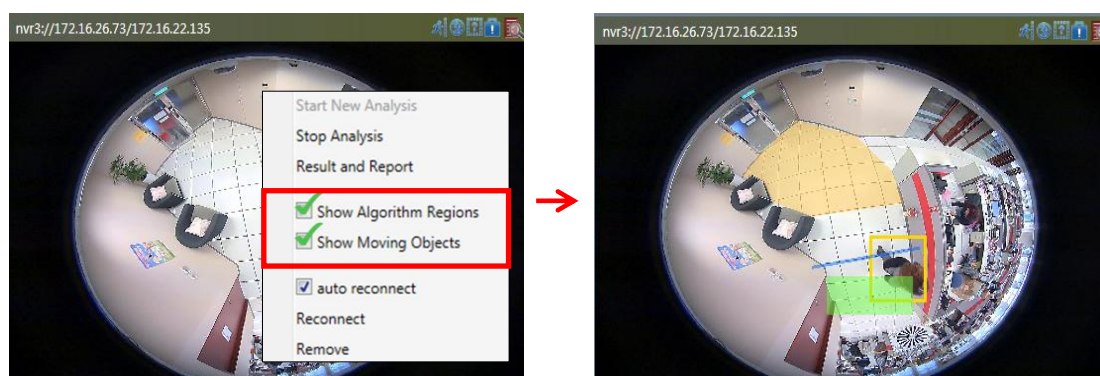 nvr3://172.16.26.73/172.16.22.135
Start New Analysis
Stop Analysis
Result and Report
Show Algorithm Regions
Show Moving Objects
auto reconnect
Reconnect
Remove
nvr3://172.16.26.73/172.16.22.135